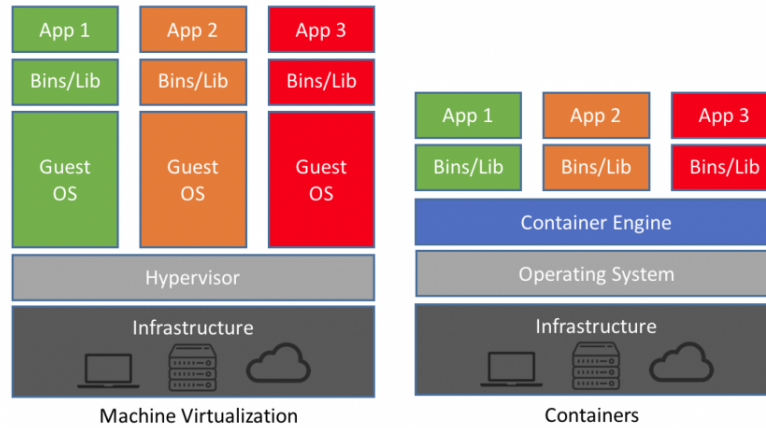 App 1
App 2
App 3
Bins/Lib
Bins/Lib
Bins/Lib
Guest
OS
Guest
OS
Guest
OS
Hypervisor
Infrastructure
Machine Virtualization
App 1
App 2
App 3
Bins/Lib
Bins/Lib
Bins/Lib
Container Engine
Operating System
Infrastructure
Containers